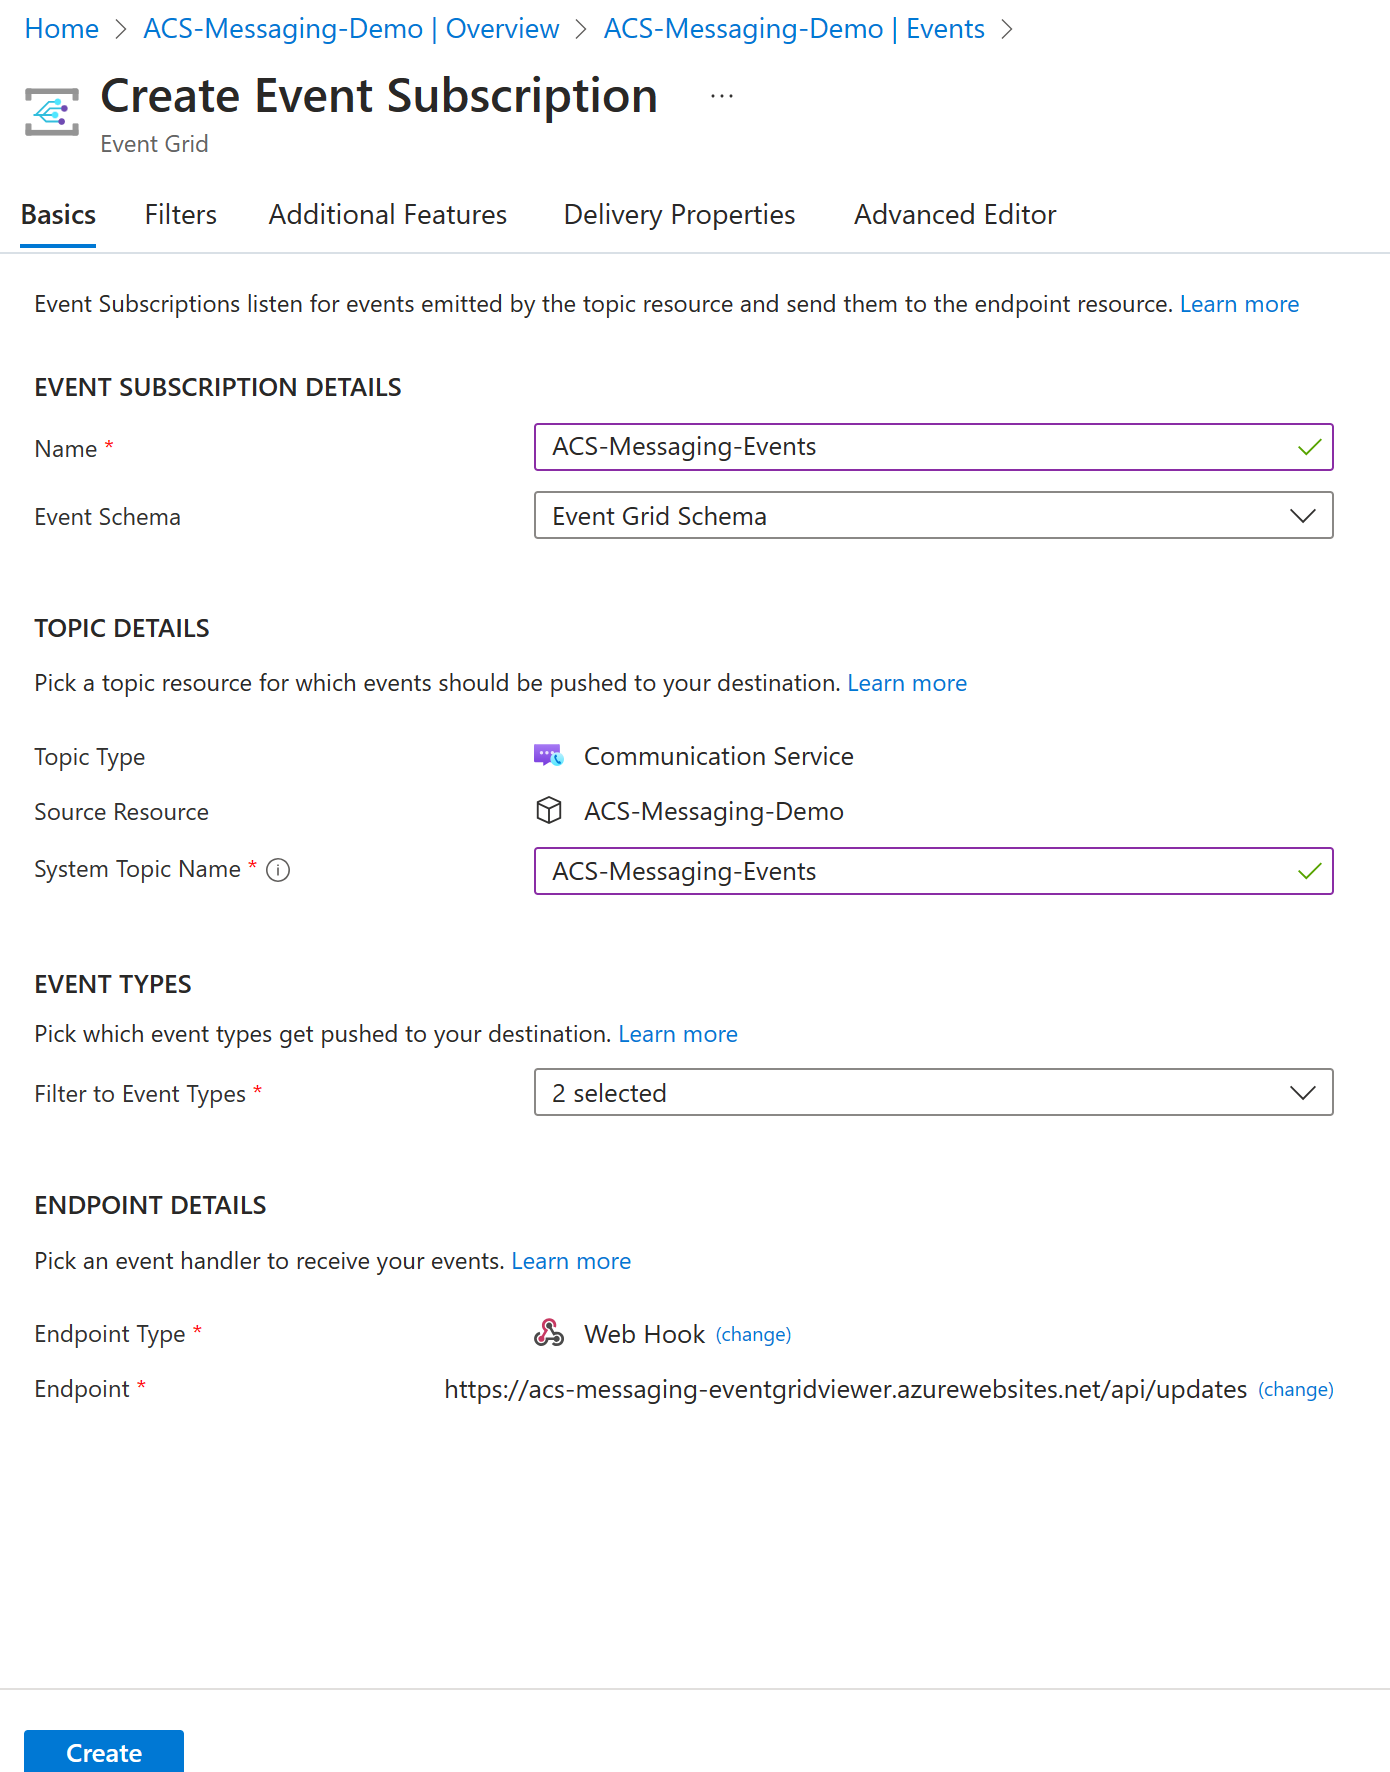 Home > ACS-Messaging-Demo | Overview > ACS-Messaging-Demo | Events >
Create Event Subscription ...
Event Grid
Basics Filters Additional Features Delivery Properties Advanced Editor
Event Subscriptions listen for events emitted by the topic resource and send them to the endpoint resource. Learn more
EVENT SUBSCRIPTION DETAILS
Name * ACS-Messaging-Events
Event Schema Event Grid Schema
TOPIC DETAILS
Pick a topic resource for which events should be pushed to your destination. Learn more
Topic Type Communication Service
Source Resource ACS-Messaging-Demo
System Topic Name * ACS-Messaging-Events
EVENT TYPES
Pick which event types get pushed to your destination. Learn more
Filter to Event Types * 2 selected
ENDPOINT DETAILS
Pick an event handler to receive your events. Learn more
Endpoint Type * Web Hook (change)
Endpoint * https://acs-messaging-eventgridviewer.azurewebsites.net/api/updates (change)
Create